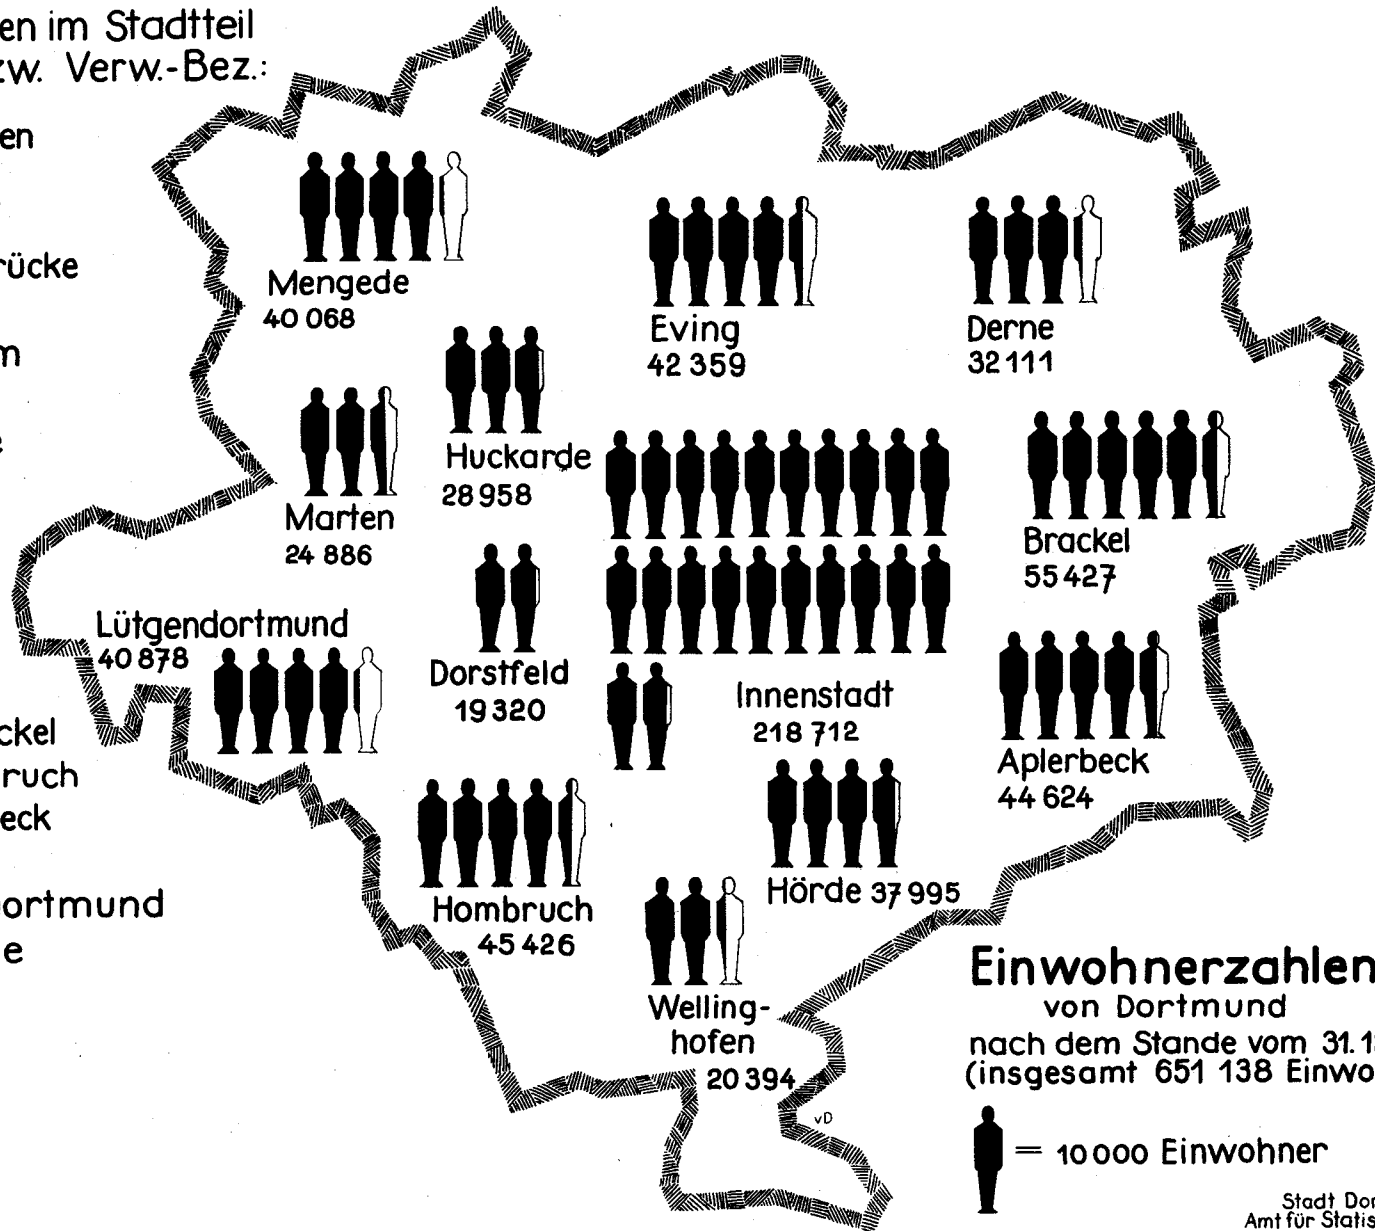 en im Stadtteil
zw. Verw.-Bez.:
en
rücke
m
e
ckel
ruch
eck
ortmund
e
Mengede
40 068
Eving
42 359
Derne
32 111
Huckarde
28 958
Marten
24 886
Brackel
55 427
Lütgendortmund
40 878
Dorstfeld
19 320
Innenstadt
218 712
Aplerbeck
44 624
Hombruch
45 426
Hörde 37 995
Welling-
hofen
20 394
vD
Einwohnerzahlen
von Dortmund
nach dem Stande vom 31.1
(insgesamt 651 138 Einwo
= 10 000 Einwohner
Stadt Dor
Amt für Statis